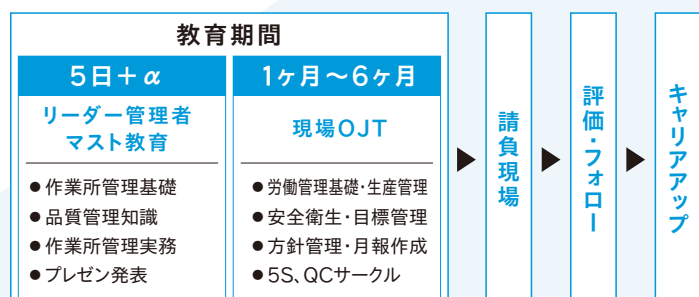 教育期間
5日+α
リーダー管理者
マスト教育
●作業所管理基礎
●品質管理知識
●作業所管理実務
●プレゼン発表
1ヶ月〜6ヶ月
現場OJT
●労働管理基礎・生産管理
●安全衛生・目標管理
●方針管理・月報作成
●5S、QCサークル
請負現場
評価・フォロー
キャリアアップ